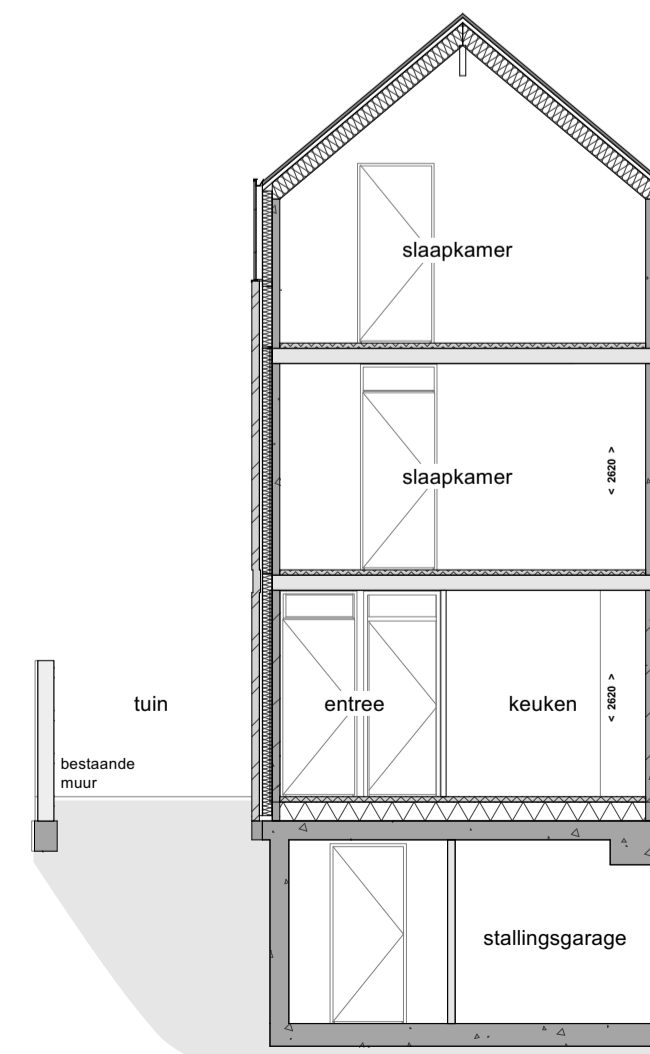 slaapkamer
slaapkamer
< 2620 >
tuin
entree
keuken
< 2620 >
bestaande
muur
stallingsgarage